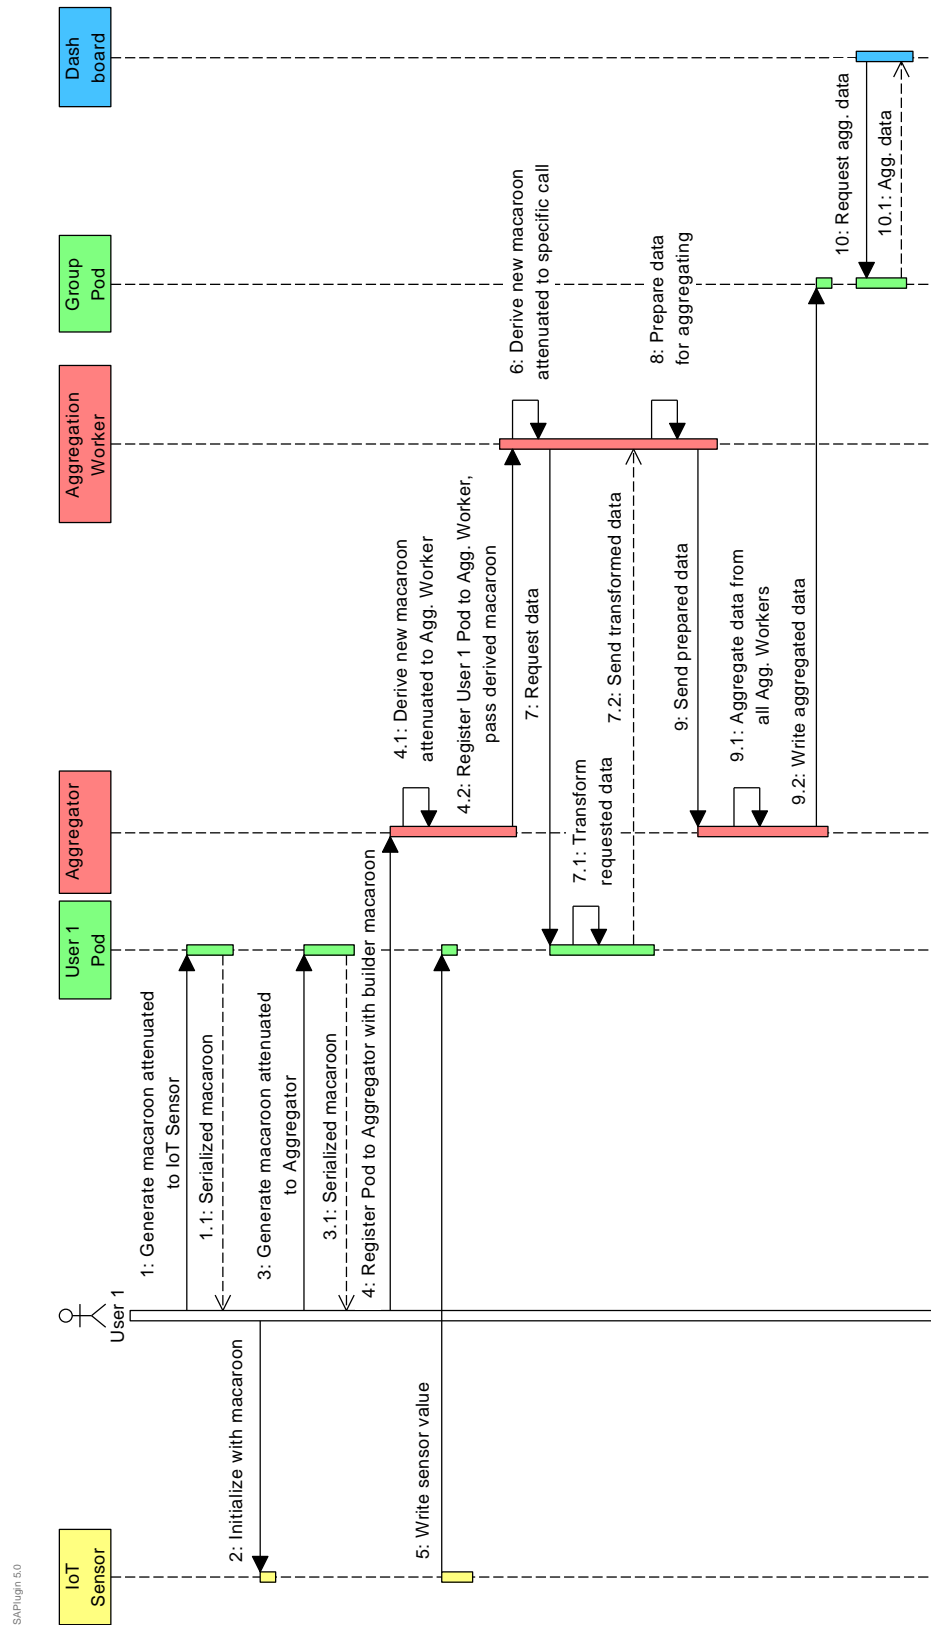 SAPlugin 5.0
IoT
Sensor
User 1
User 1
Pod
Aggregator
Aggregation
Worker
Group
Pod
Dash
board
1: Generate macaroon attenuated
to IoT Sensor
1.1: Serialized macaroon
2: Initialize with macaroon
3: Generate macaroon attenuated
to Aggregator
3.1: Serialized macaroon
4: Register Pod to Aggregator with builder macaroon
4.1: Derive new macaroon
attenuated to Agg. Worker
5: Write sensor value
4.2: Register User 1 Pod to Agg. Worker,
pass derived macaroon
6: Derive new macaroon
attenuated to specific call
7: Request data
7.1: Transform
requested data
7.2: Send transformed data
8: Prepare data
for aggregating
9: Send prepared data
9.1: Aggregate data from
all Agg. Workers
9.2: Write aggregated data
10: Request agg. data
10.1: Agg. data